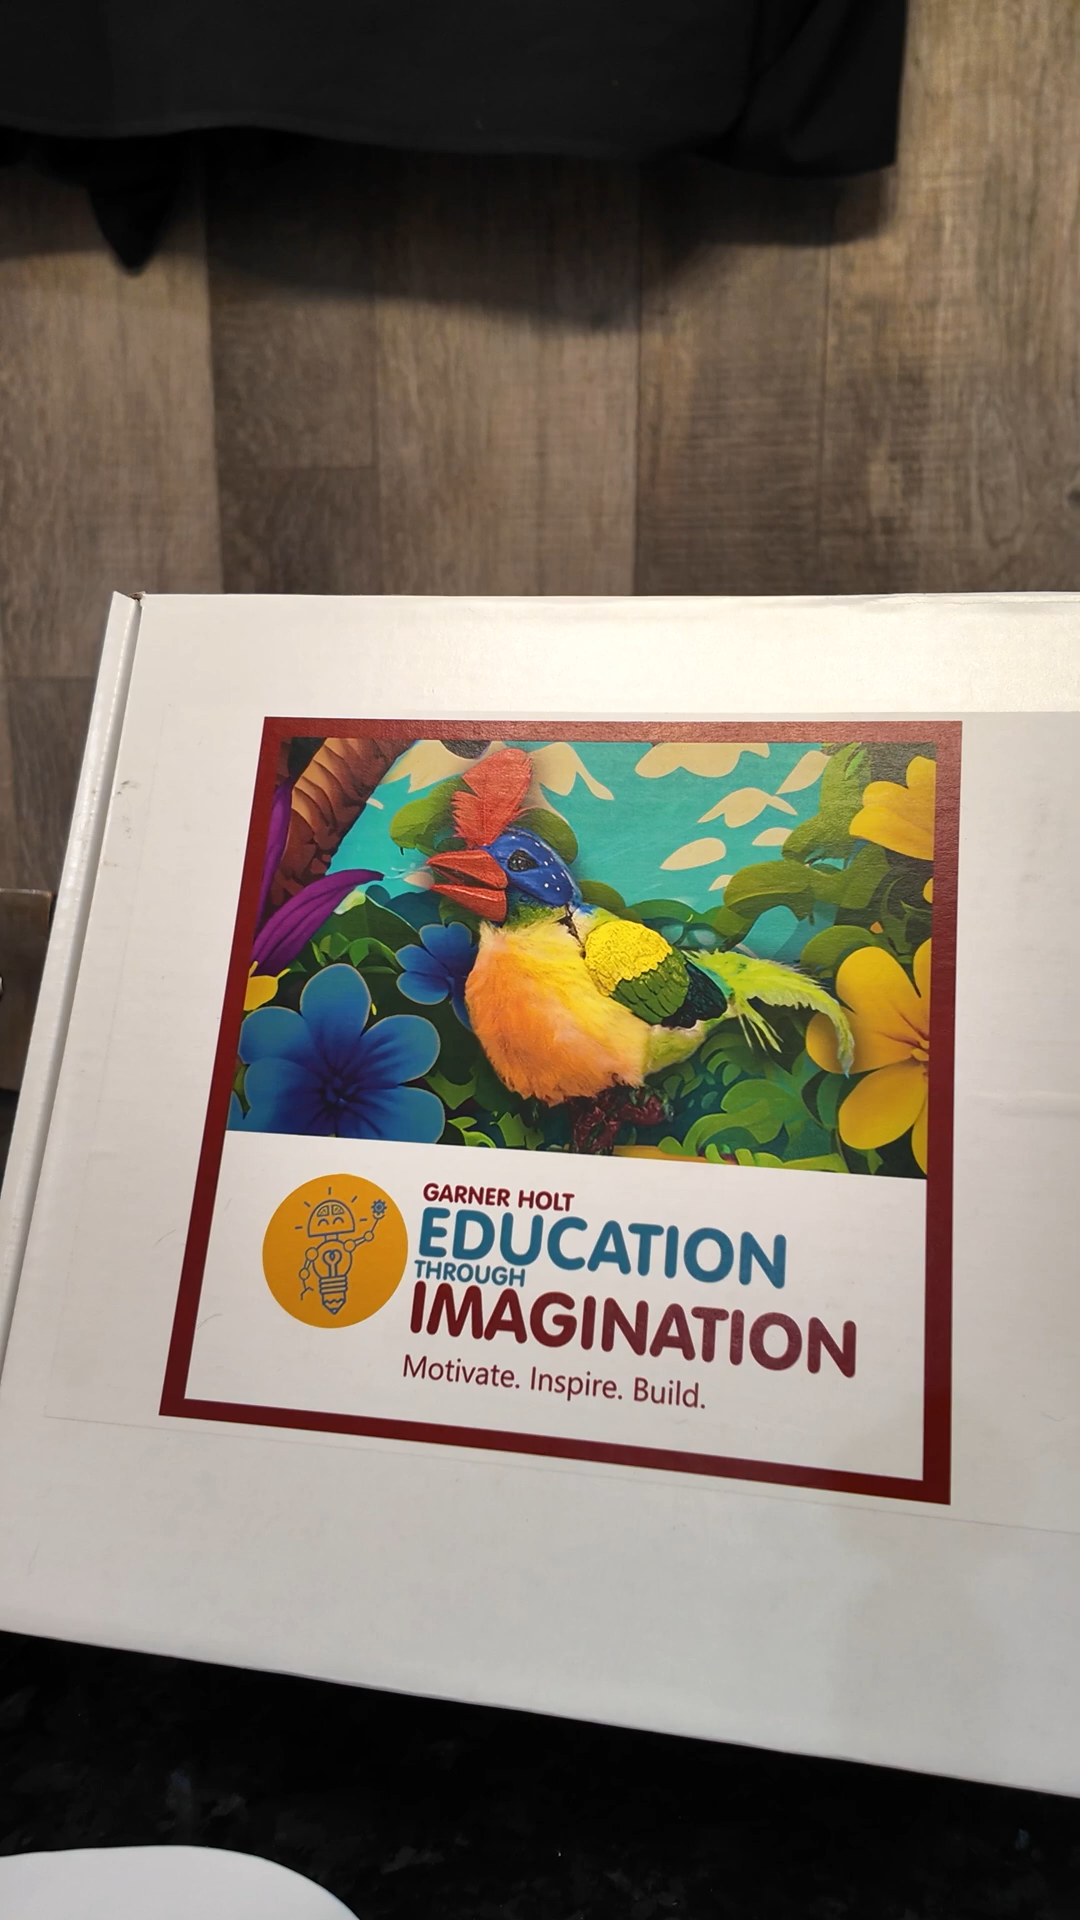 GARNER HOLT
EDUCATION
THROUGH
IMAGINATION
Motivate. Inspire. Build.